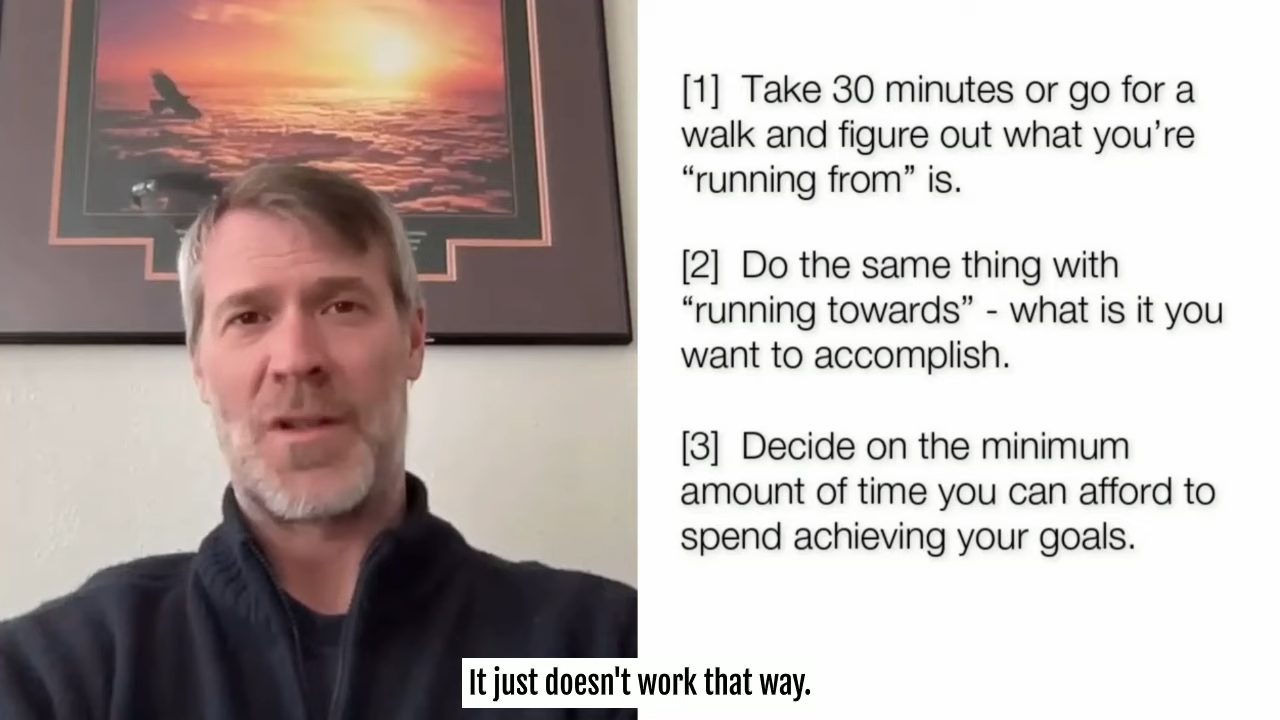 [1] Take 30 minutes or go for a
walk and figure out what you’re
“running from” is.
[2] Do the same thing with
“running towards” - what is it you
want to accomplish.
[3] Decide on the minimum
amount of time you can afford to
spend achieving your goals.
It just doesn't work that way.